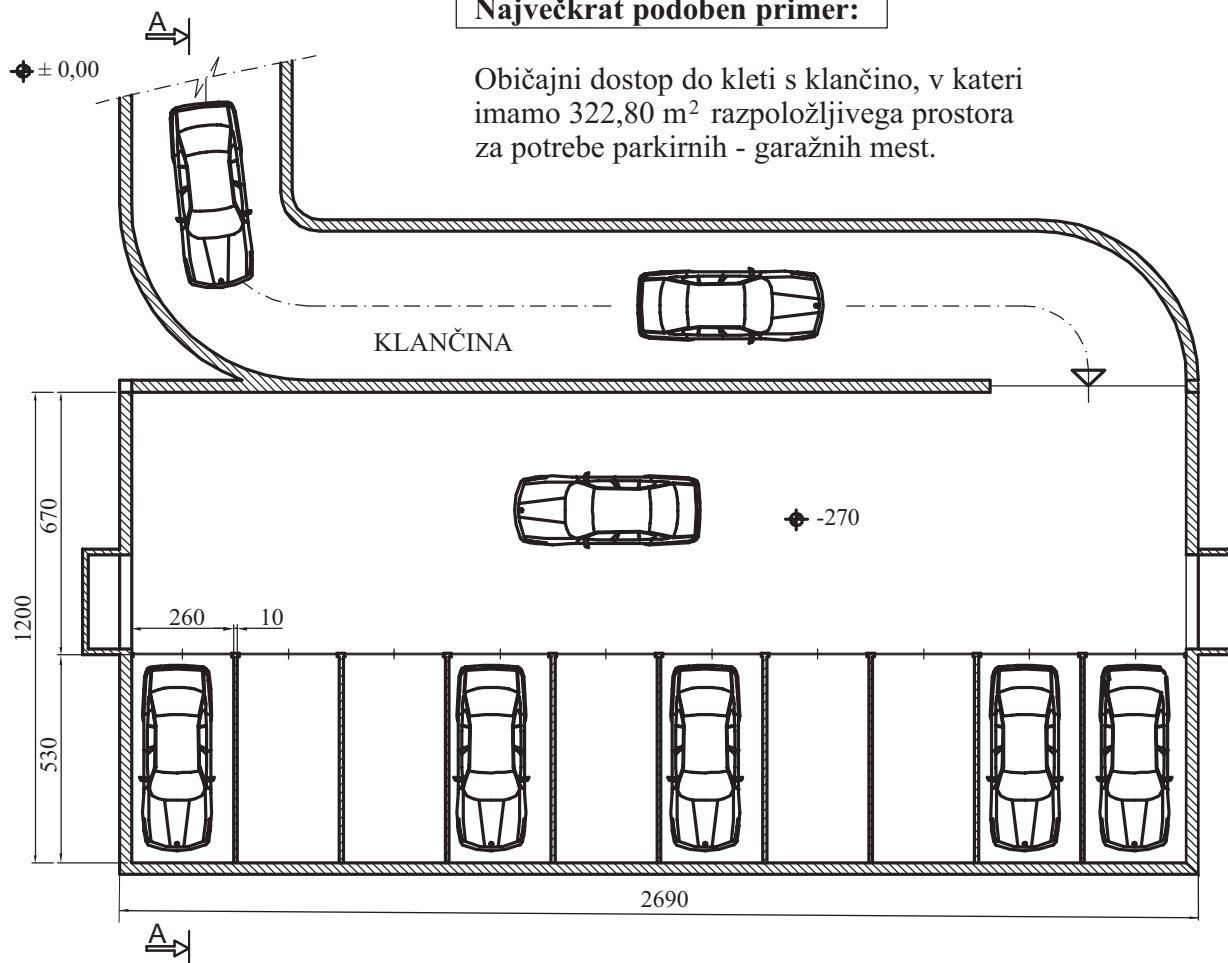 Največkrat podoben primer:
A
± 0,00
Običajni dostop do kleti s klančino, v kateri
imamo 322,80 m² razpoložljivega prostora
za potrebe parkirnih - garažnih mest.
KLANČINA
670
-270
1200
260 10
530
2690
A